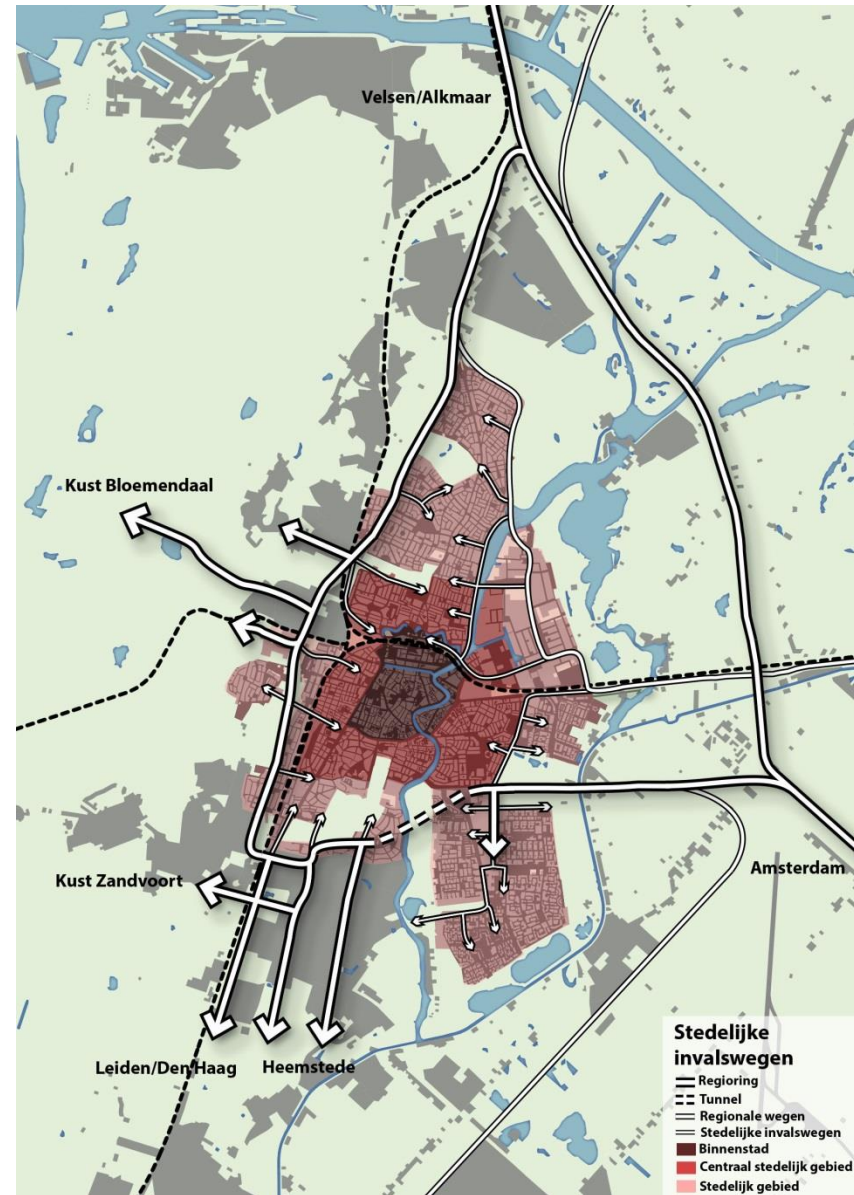 Velsen/Alkmaar
Kust Bloemendaal
Kust Zandvoort
Amsterdam
Leiden/Den Haag
Heemstede
Stedelijke
invalswegen
Regioring
Tunnel
Regionale wegen
Stedelijke invalswegen
Binnenstad
Centraal stedelijk gebied
Stedelijk gebied